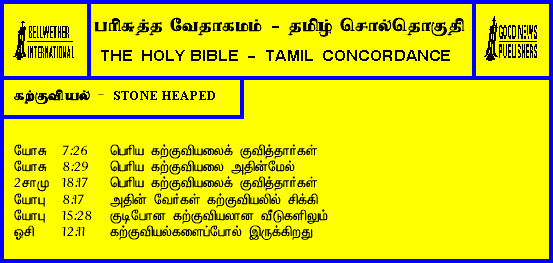 BELLWETHER
INTERNATIONAL
பரிசுத்த வேதாகமம் - தமிழ் சொல்தொகுதி
THE HOLY BIBLE - TAMIL CONCORDANCE
GOOD NEWS
PUBLISHERS
கற்குவியல் - STONE HEAPED
யோசு 7:26 பெரிய கற்குவியலைக் குவித்தார்கள்
யோசு 8:29 பெரிய கற்குவியலை அதின்மேல்
2சாமு 18:17 பெரிய கற்குவியலைக் குவித்தார்கள்
யோபு 8:17 அதின் வேர்கள் கற்குவியலில் சிக்கி
யோபு 15:28 குடிபோன கற்குவியலான வீடுகளிலும்
ஓசி 12:11 கற்குவியல்களைப்போல் இருக்கிறது